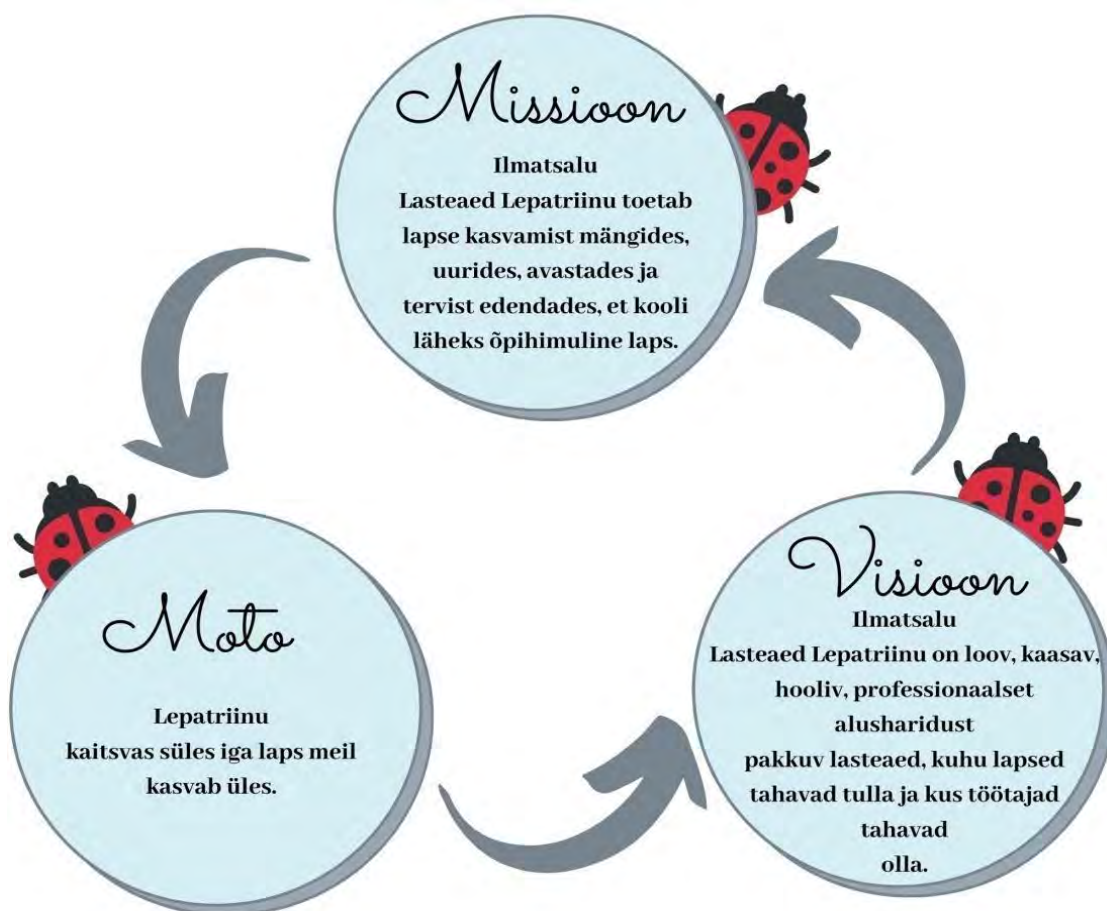 Missioon
Ilmatsalu
Lasteaed Lepatriinu toetab
lapse kasvamist mängides,
uurides, avastades ja
tervist edendades, et kooli
läheks õpihimuline laps.
Moto
Lepatriinu
kaitsvas süles iga laps meil
kasvab üles.
Visioon
Ilmatsalu
Lasteaed Lepatriinu on loov, kaasav,
hooliv, professionaalset
alusharidust
pakkuv lasteaed, kuhu lapsed
tahavad tulla ja kus töötajad
tahavad
olla.